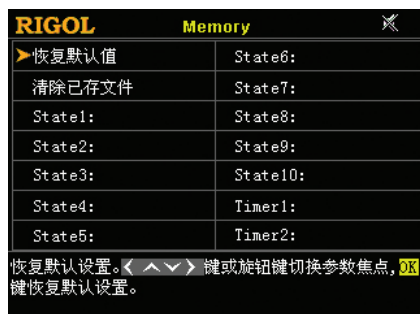 RIGOL Memory
恢复默认值 State6:
清除已存文件 State7:
State1: State8:
State2: State9:
State3: State10:
State4: Timer1:
State5: Timer2:
恢复默认设置。键或旋钮键切换参数焦点,OK
键恢复默认设置。